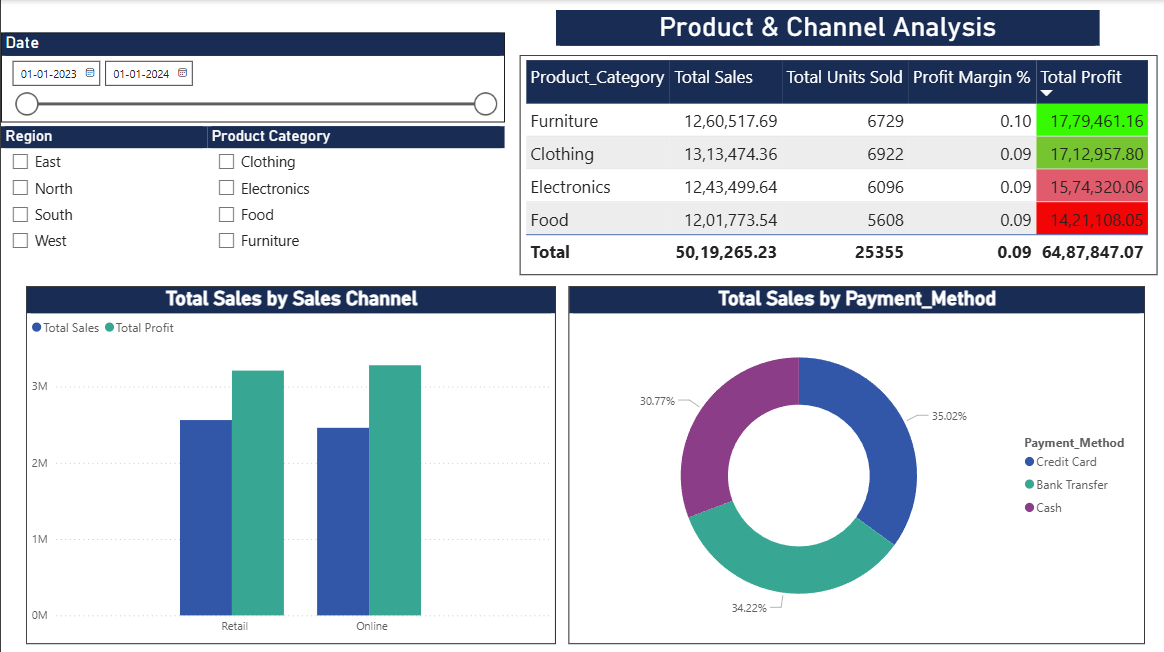 Product & Channel Analysis
Date
01-01-2023 01-01-2024
Region Product Category
East Clothing
North Electronics
South Food
West Furniture
Product_Category Total Sales Total Units Sold Profit Margin % Total Profit
Furniture 12,60,517.69 6729 0.10 17,79,461.16
Clothing 13,13,474.36 6922 0.09 17,12,957.80
Electronics 12,43,499.64 6096 0.09 15,74,320.06
Food 12,01,773.54 5608 0.09 14,21,108.05
Total 50,19,265.23 25355 0.09 64,87,847.07
Total Sales by Sales Channel
Total Sales Total Profit
3M
2M
1M
0M
Retail Online
Total Sales by Payment_Method
30.77%
35.02%
34.22%
Payment_Method
Credit Card
Bank Transfer
Cash